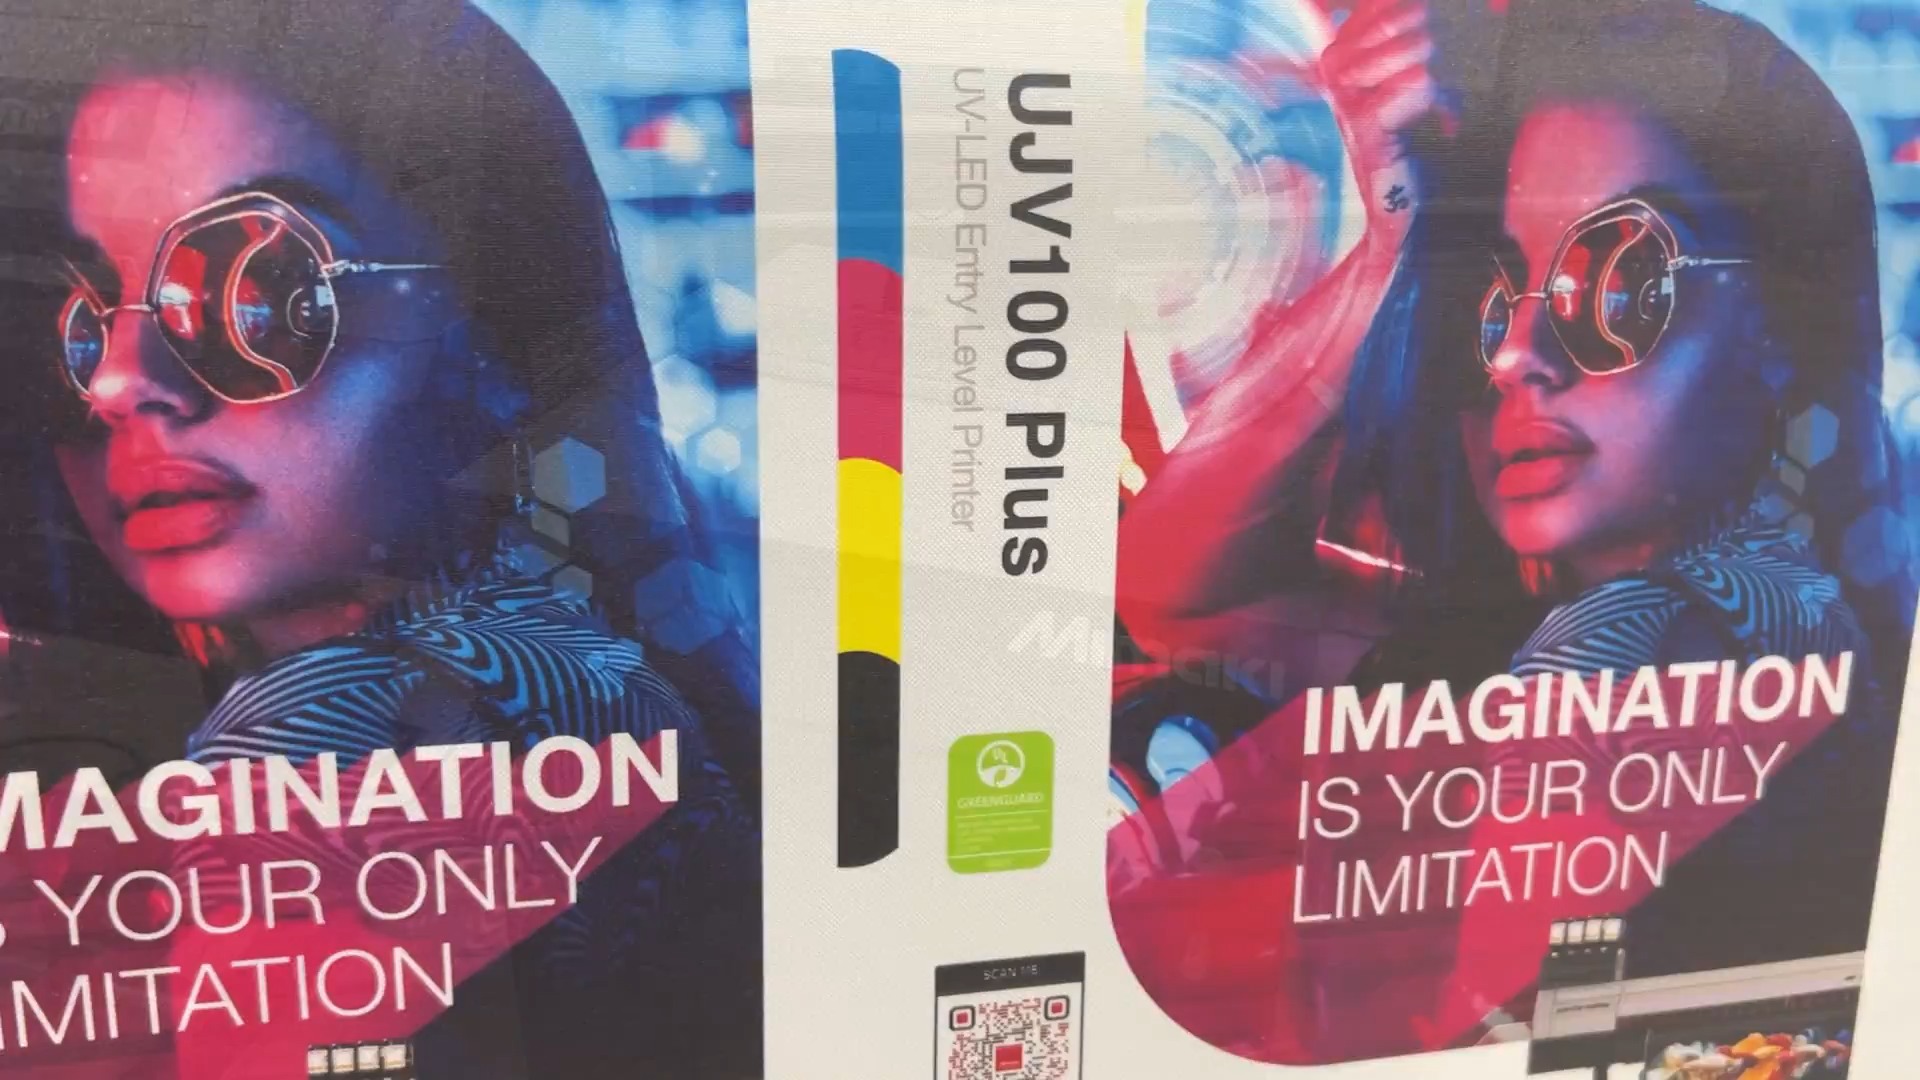 MAGINATION
YOUR ONLY
IMITATION
UJV100 Plus
UV-LED Entry Level Printer
Mimaki
GREENGUARD
SCAN ME
IMAGINATION
IS YOUR ONLY
LIMITATION
ॐ